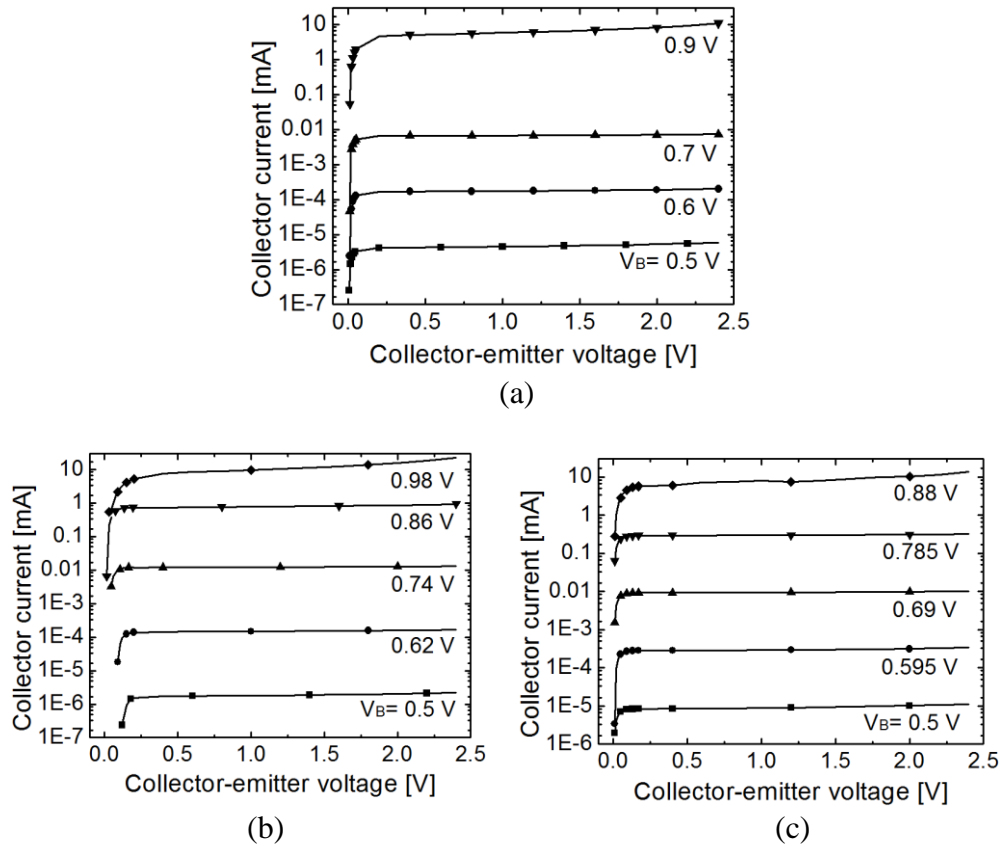 10
1
0.1
0.01
1E-3
1E-4
1E-5
1E-6
1E-7
Collector current [mA]
0.9 V
0.7 V
0.6 V
VB= 0.5 V
0.0 0.5 1.0 1.5 2.0 2.5
Collector-emitter voltage [V]
(a)
10
1
0.1
0.01
1E-3
1E-4
1E-5
1E-6
1E-7
Collector current [mA]
0.98 V
0.86 V
0.74 V
0.62 V
VB= 0.5 V
0.0 0.5 1.0 1.5 2.0 2.5
Collector-emitter voltage [V]
(b)
10
1
0.1
0.01
1E-3
1E-4
1E-5
1E-6
Collector current [mA]
0.88 V
0.785 V
0.69 V
0.595 V
VB= 0.5 V
0.0 0.5 1.0 1.5 2.0 2.5
Collector-emitter voltage [V]
(c)